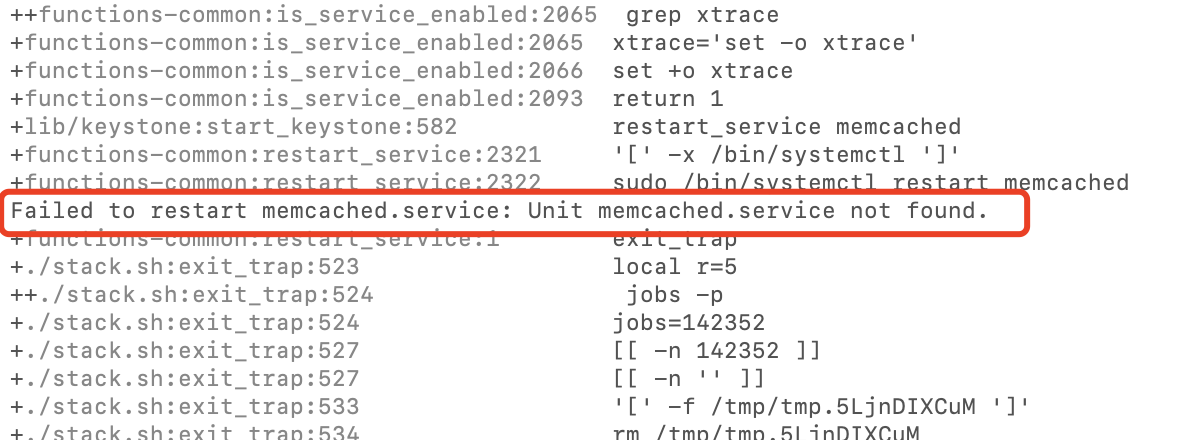 ++functions-common:is_service_enabled:2065  grep xtrace
+functions-common:is_service_enabled:2065  xtrace='set -o xtrace'
+functions-common:is_service_enabled:2066  set +o xtrace
+functions-common:is_service_enabled:2093  return 1
+lib/keystone:start_keystone:582           restart_service memcached
+functions-common:restart_service:2321     '[' -x /bin/systemctl ']'
+functions-common:restart_service:2322     sudo /bin/systemctl restart memcached
Failed to restart memcached.service: Unit memcached.service not found.
+functions-common:restart_service:1        exit_trap
+./stack.sh:exit_trap:523                  local r=5
++./stack.sh:exit_trap:524                  jobs -p
+./stack.sh:exit_trap:524                  jobs=142352
+./stack.sh:exit_trap:527                  [[ -n 142352 ]]
+./stack.sh:exit_trap:527                  [[ -n '' ]]
+./stack.sh:exit_trap:533                  '[' -f /tmp/tmp.5LjnDIXCuM ']'
+./stack.sh:exit_trap:534                  rm /tmp/tmp.5LjnDIXCuM